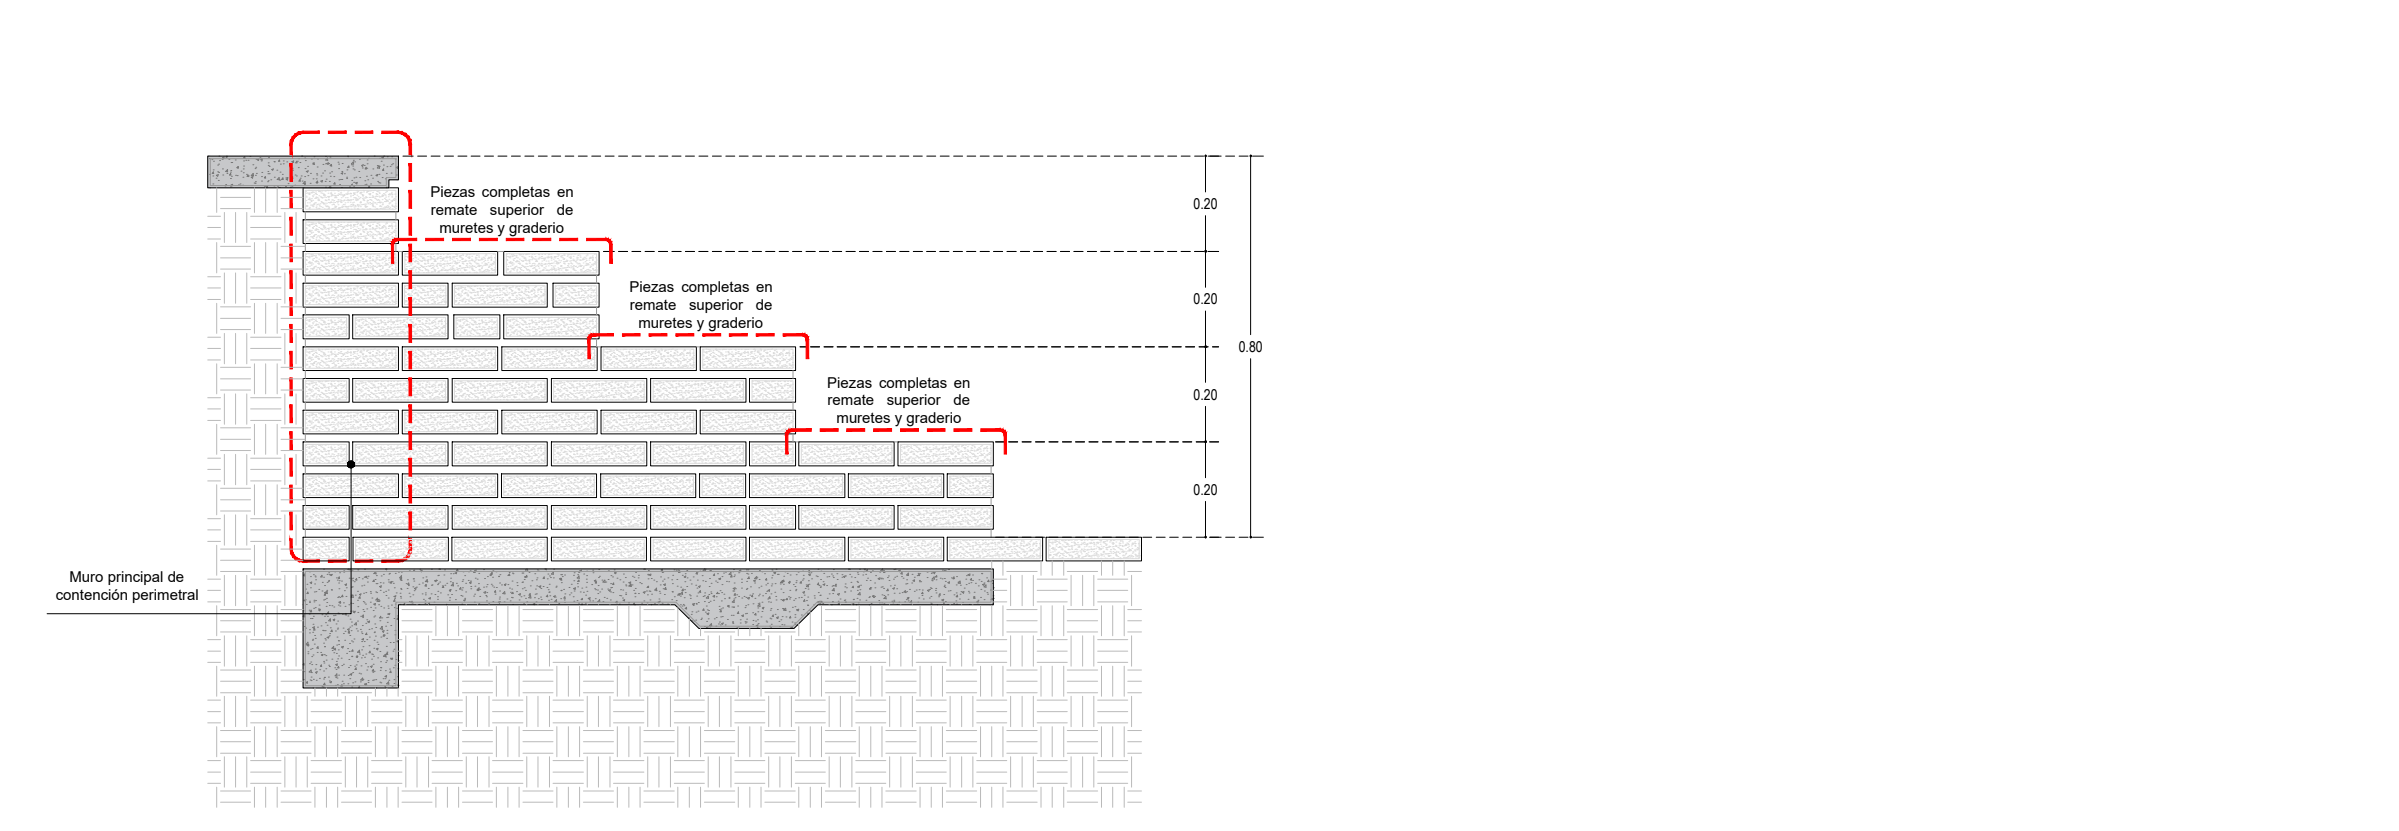 Piezas completas en
remate superior de
muretes y graderio
0.20
Piezas completas en
remate superior de
muretes y graderio
0.20
0.80
Piezas completas en
remate superior de
muretes y graderio
0.20
0.20
Muro principal de
contención perimetral